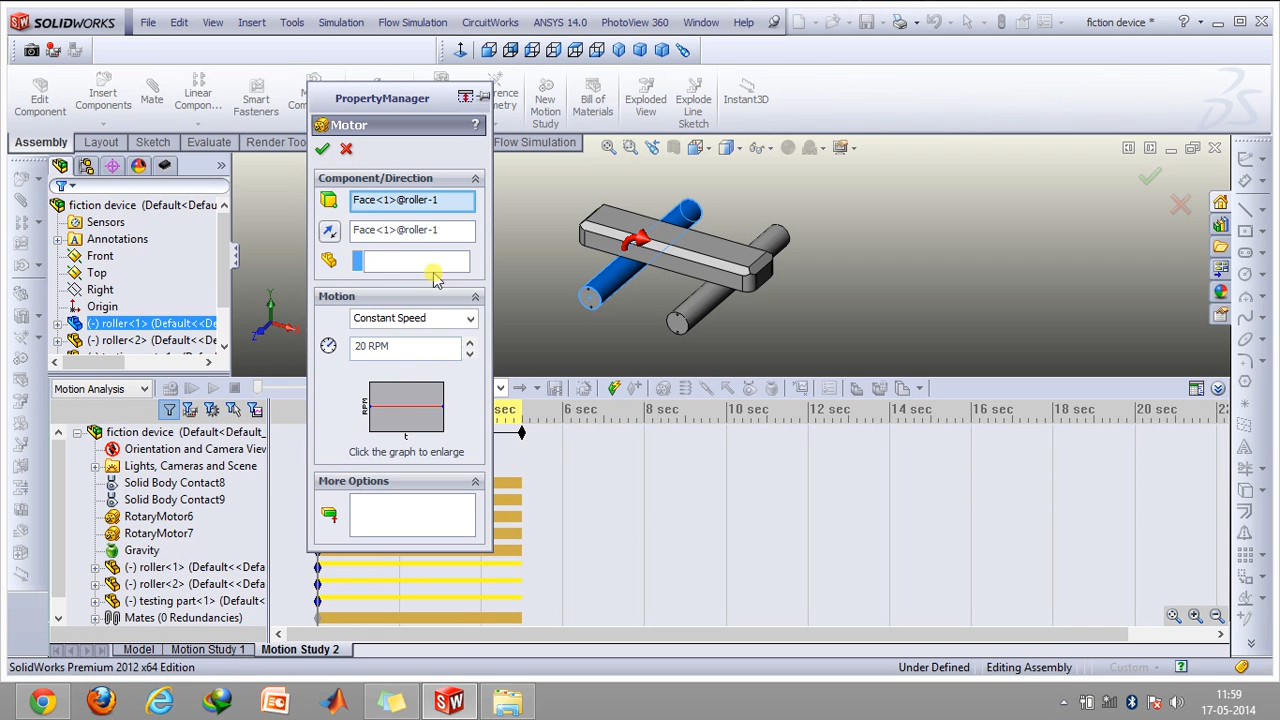 SOLIDWORKS
File Edit View Insert Tools Simulation Flow Simulation CircuitWorks ANSYS 14.0 PhotoView 360 Window Help
fiction device *
Edit Component
Insert Components
Mate
Linear Compon...
Smart Fasteners
New Motion Study
Bill of Materials
Exploded View
Explode Line Sketch
Instant3D
Assembly Layout Sketch Evaluate Render Tool
Flow Simulation
fiction device (Default<De
Sensors
Annotations
Front
Top
Right
Origin
(-) roller<1> (Default<<De
(-) roller<2> (Default<<De
PropertyManager
Motor
?
Component/Direction
Face<1>@roller-1
Face<1>@roller-1
Motion
Constant Speed
20 RPM
RPM
t
Click the graph to enlarge
More Options
Motion Analysis
sec 6 sec 8 sec 10 sec 12 sec 14 sec 16 sec 18 sec 20 sec 22
fiction device (Default<Default_
Orientation and Camera View
Lights, Cameras and Scene
Solid Body Contact8
Solid Body Contact9
RotaryMotor6
RotaryMotor7
Gravity
(-) roller<1> (Default<<Defa
(-) roller<2> (Default<<Defa
(-) testing part<1> (Default<
Mates (0 Redundancies)
Model Motion Study 1 Motion Study 2
SolidWorks Premium 2012 x64 Edition
Under Defined Editing Assembly Custom
11:59
17-05-2014